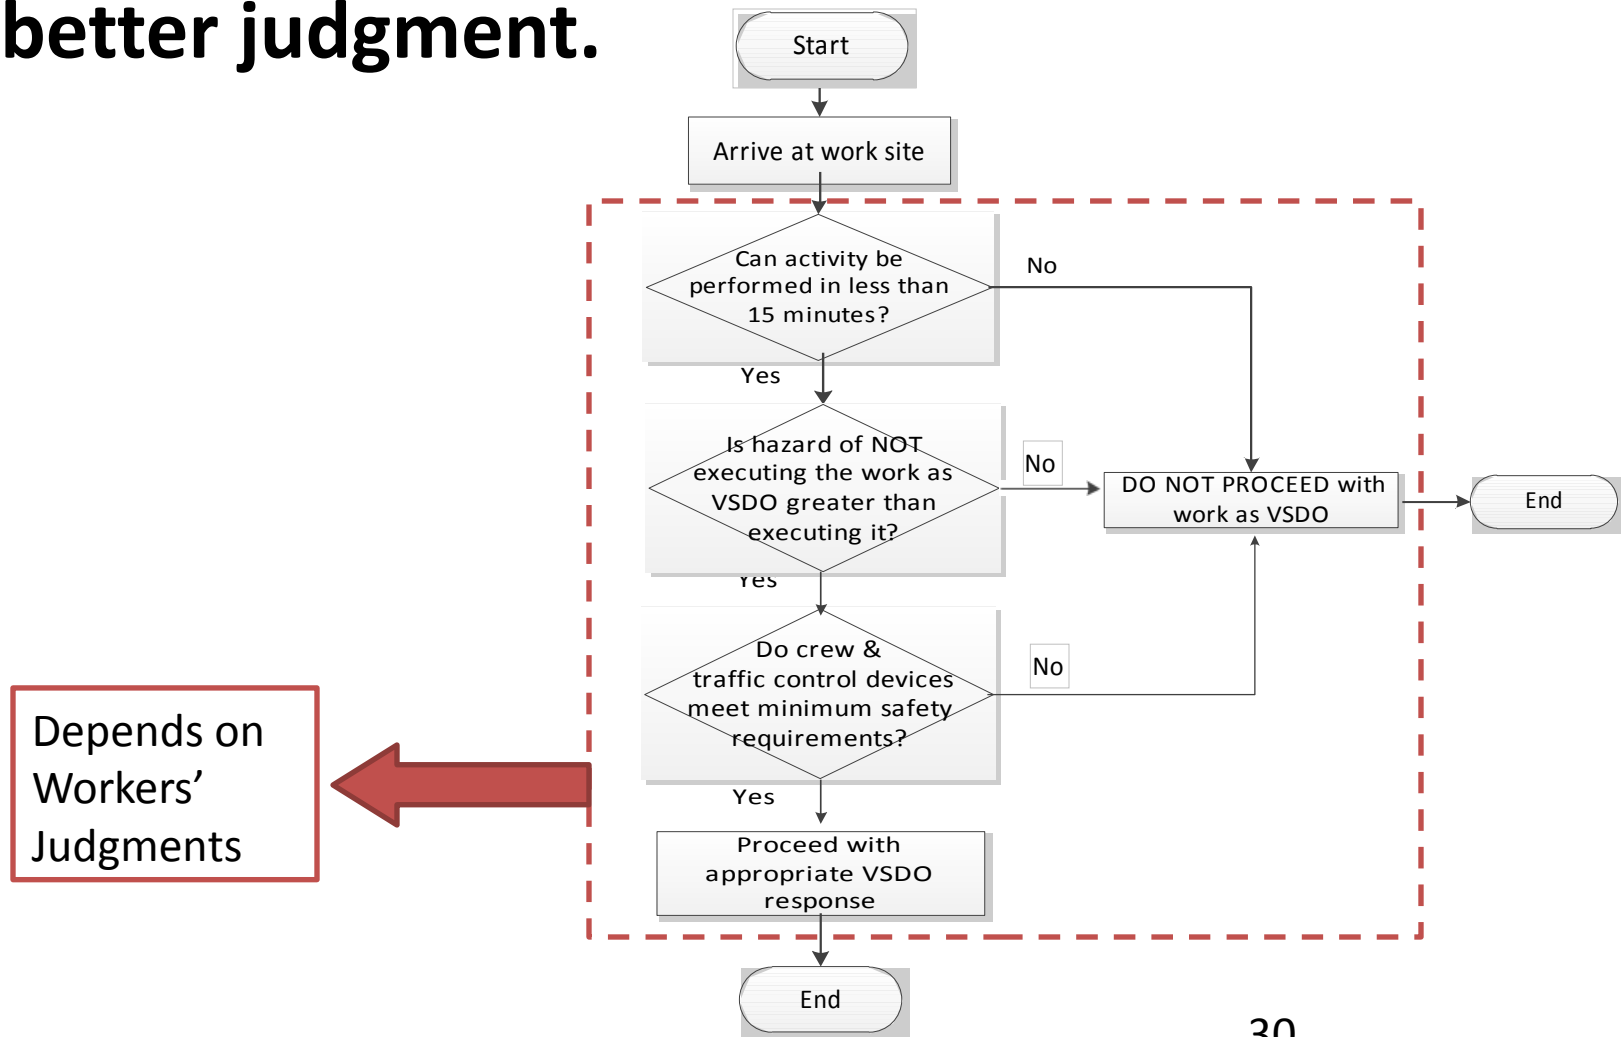 better judgment.
Start
Arrive at work site
Can activity be
performed in less than
15 minutes?
No
Yes
Is hazard of NOT
executing the work as
VSDO greater than
executing it?
No
DO NOT PROCEED with
work as VSDO
End
Yes
Do crew &
traffic control devices
meet minimum safety
requirements?
No
Depends on
Workers’
Judgments
Yes
Proceed with
appropriate VSDO
response
End
30